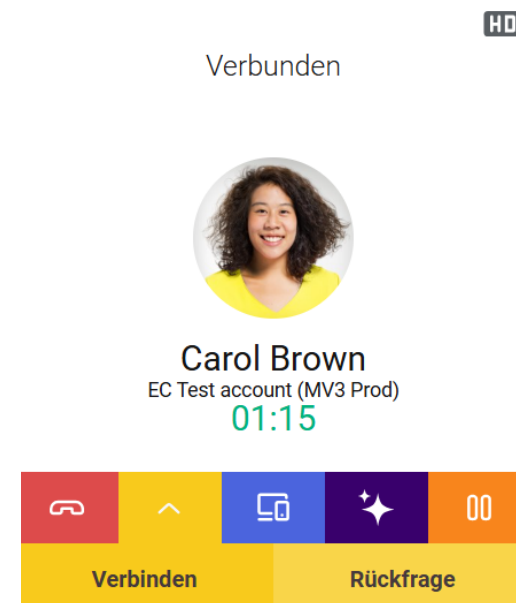 HD
Verbunden
Carol Brown
EC Test account (MV3 Prod)
01:15
Verbinden
Rückfrage